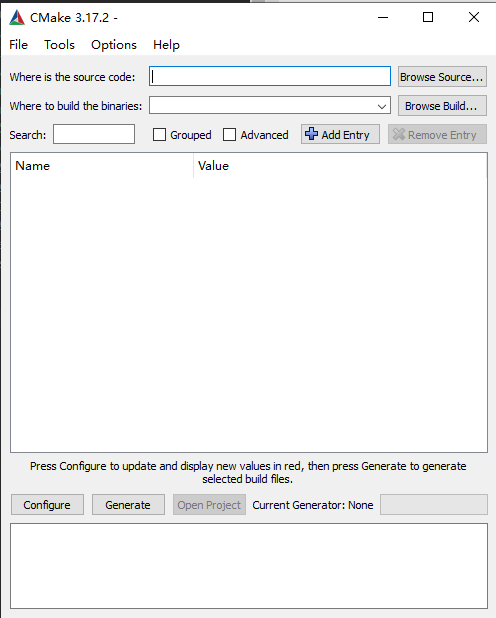 CMake 3.17.2 -
File Tools Options Help
Where is the source code: Browse Source...
Where to build the binaries: Browse Build...
Search: Grouped Advanced Add Entry Remove Entry
Name Value
Press Configure to update and display new values in red, then press Generate to generate
selected build files.
Configure Generate Open Project Current Generator: None